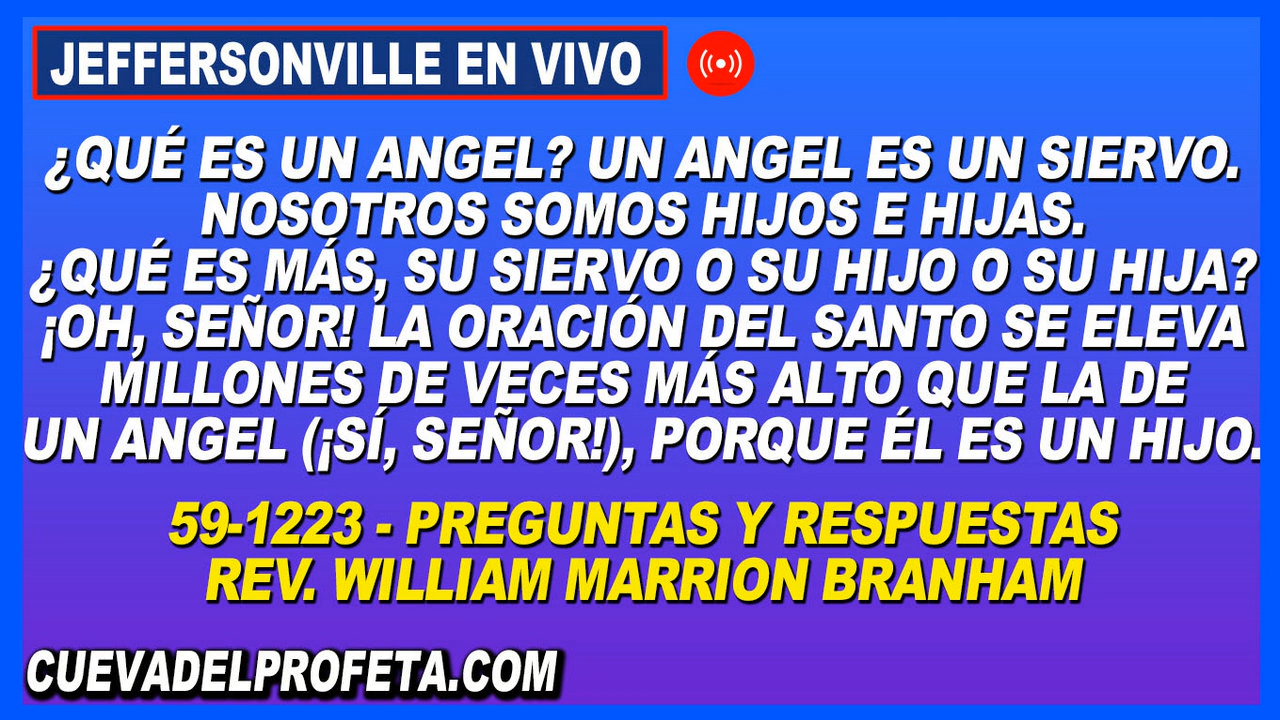 JEFFERSONVILLE EN VIVO
¿QUÉ ES UN ANGEL? UN ANGEL ES UN SIERVO.
NOSOTROS SOMOS HIJOS E HIJAS.
¿QUÉ ES MÁS, SU SIERVO O SU HIJO O SU HIJA?
¡OH, SEÑOR! LA ORACIÓN DEL SANTO SE ELEVA
MILLONES DE VECES MÁS ALTO QUE LA DE
UN ANGEL (¡SÍ, SEÑOR!), PORQUE ÉL ES UN HIJO.
59-1223 - PREGUNTAS Y RESPUESTAS
REV. WILLIAM MARRION BRANHAM
CUEVADELPROFETA.COM